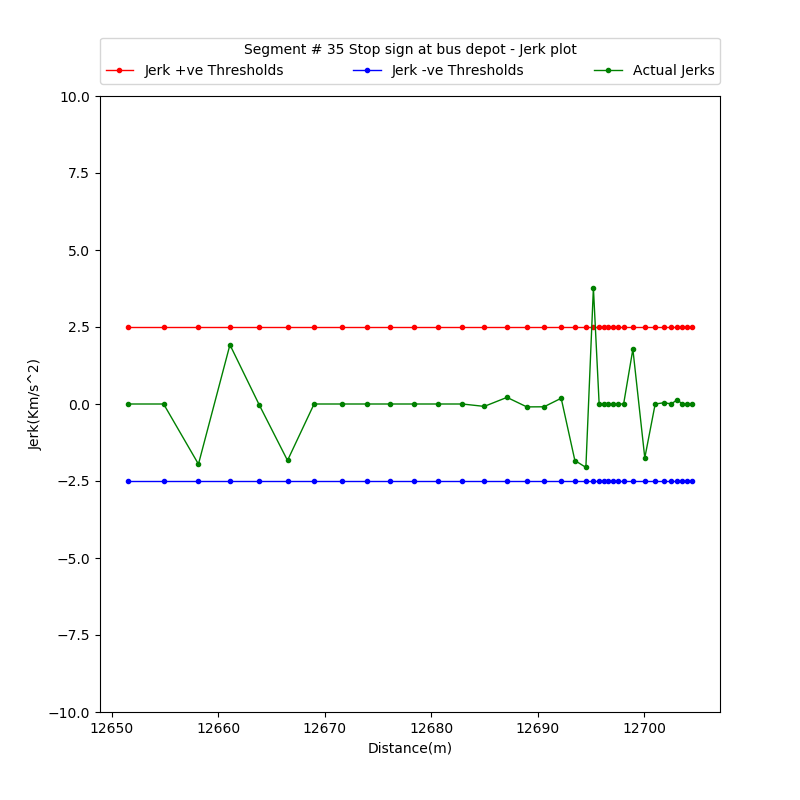 Segment # 35 Stop sign at bus depot - Jerk plot
Jerk +ve Thresholds Jerk -ve Thresholds Actual Jerks
10.0
7.5
5.0
2.5
0.0
−2.5
−5.0
−7.5
−10.0
Jerk(Km/s^2)
12650 12660 12670 12680 12690 12700
Distance(m)